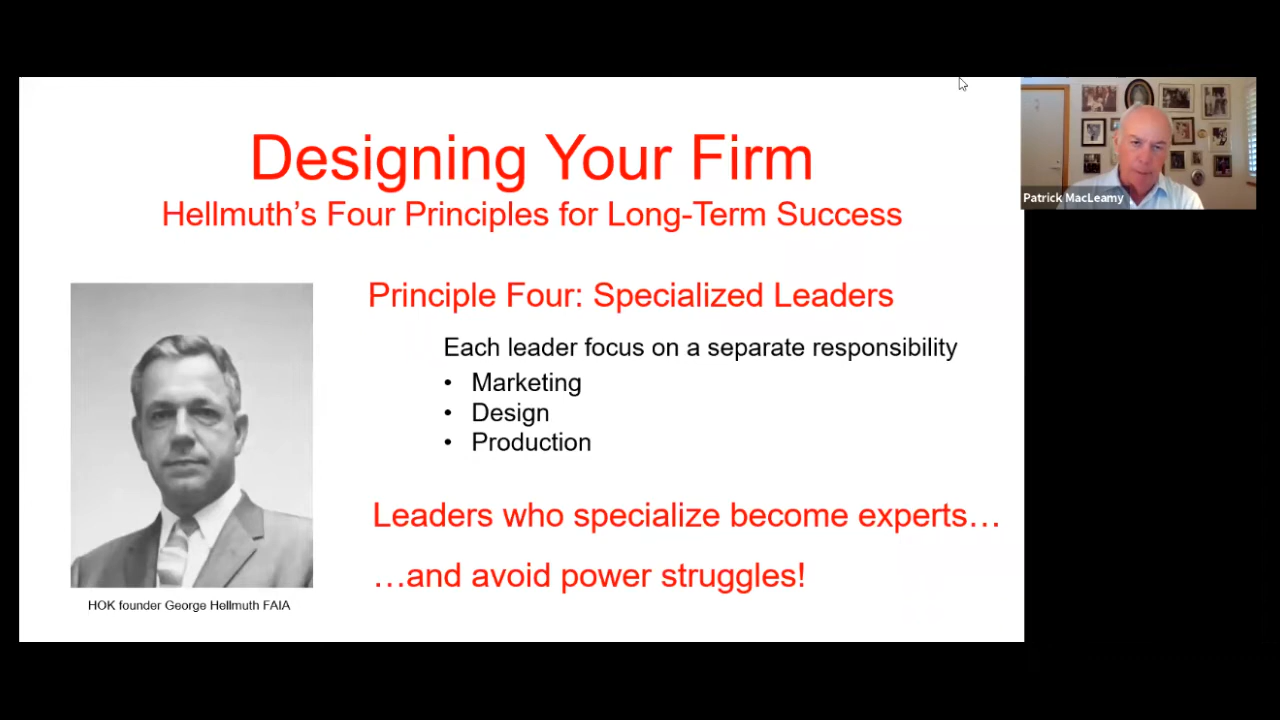 Designing Your Firm
Hellmuth’s Four Principles for Long-Term Success
Principle Four: Specialized Leaders
Each leader focus on a separate responsibility
• Marketing
• Design
• Production
Leaders who specialize become experts…
…and avoid power struggles!
HOK founder George Hellmuth FAIA
Patrick MacLeamy